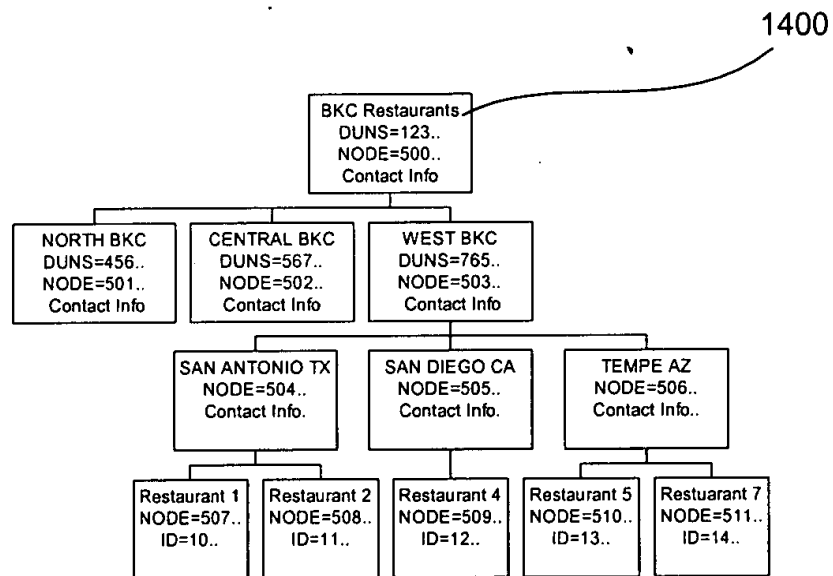 1400
BKC Restaurants
DUNS=123..
NODE=500..
Contact Info
NORTH BKC
DUNS=456..
NODE=501..
Contact Info
CENTRAL BKC
DUNS=567..
NODE=502..
Contact Info
WEST BKC
DUNS=765..
NODE=503..
Contact Info
SAN ANTONIO TX
NODE=504..
Contact Info.
SAN DIEGO CA
NODE=505..
Contact Info.
TEMPE AZ
NODE=506..
Contact Info..
Restaurant 1
NODE=507..
ID=10..
Restaurant 2
NODE=508..
ID=11..
Restaurant 4
NODE=509..
ID=12..
Restaurant 5
NODE=510..
ID=13..
Restuarant 7
NODE=511..
ID=14..